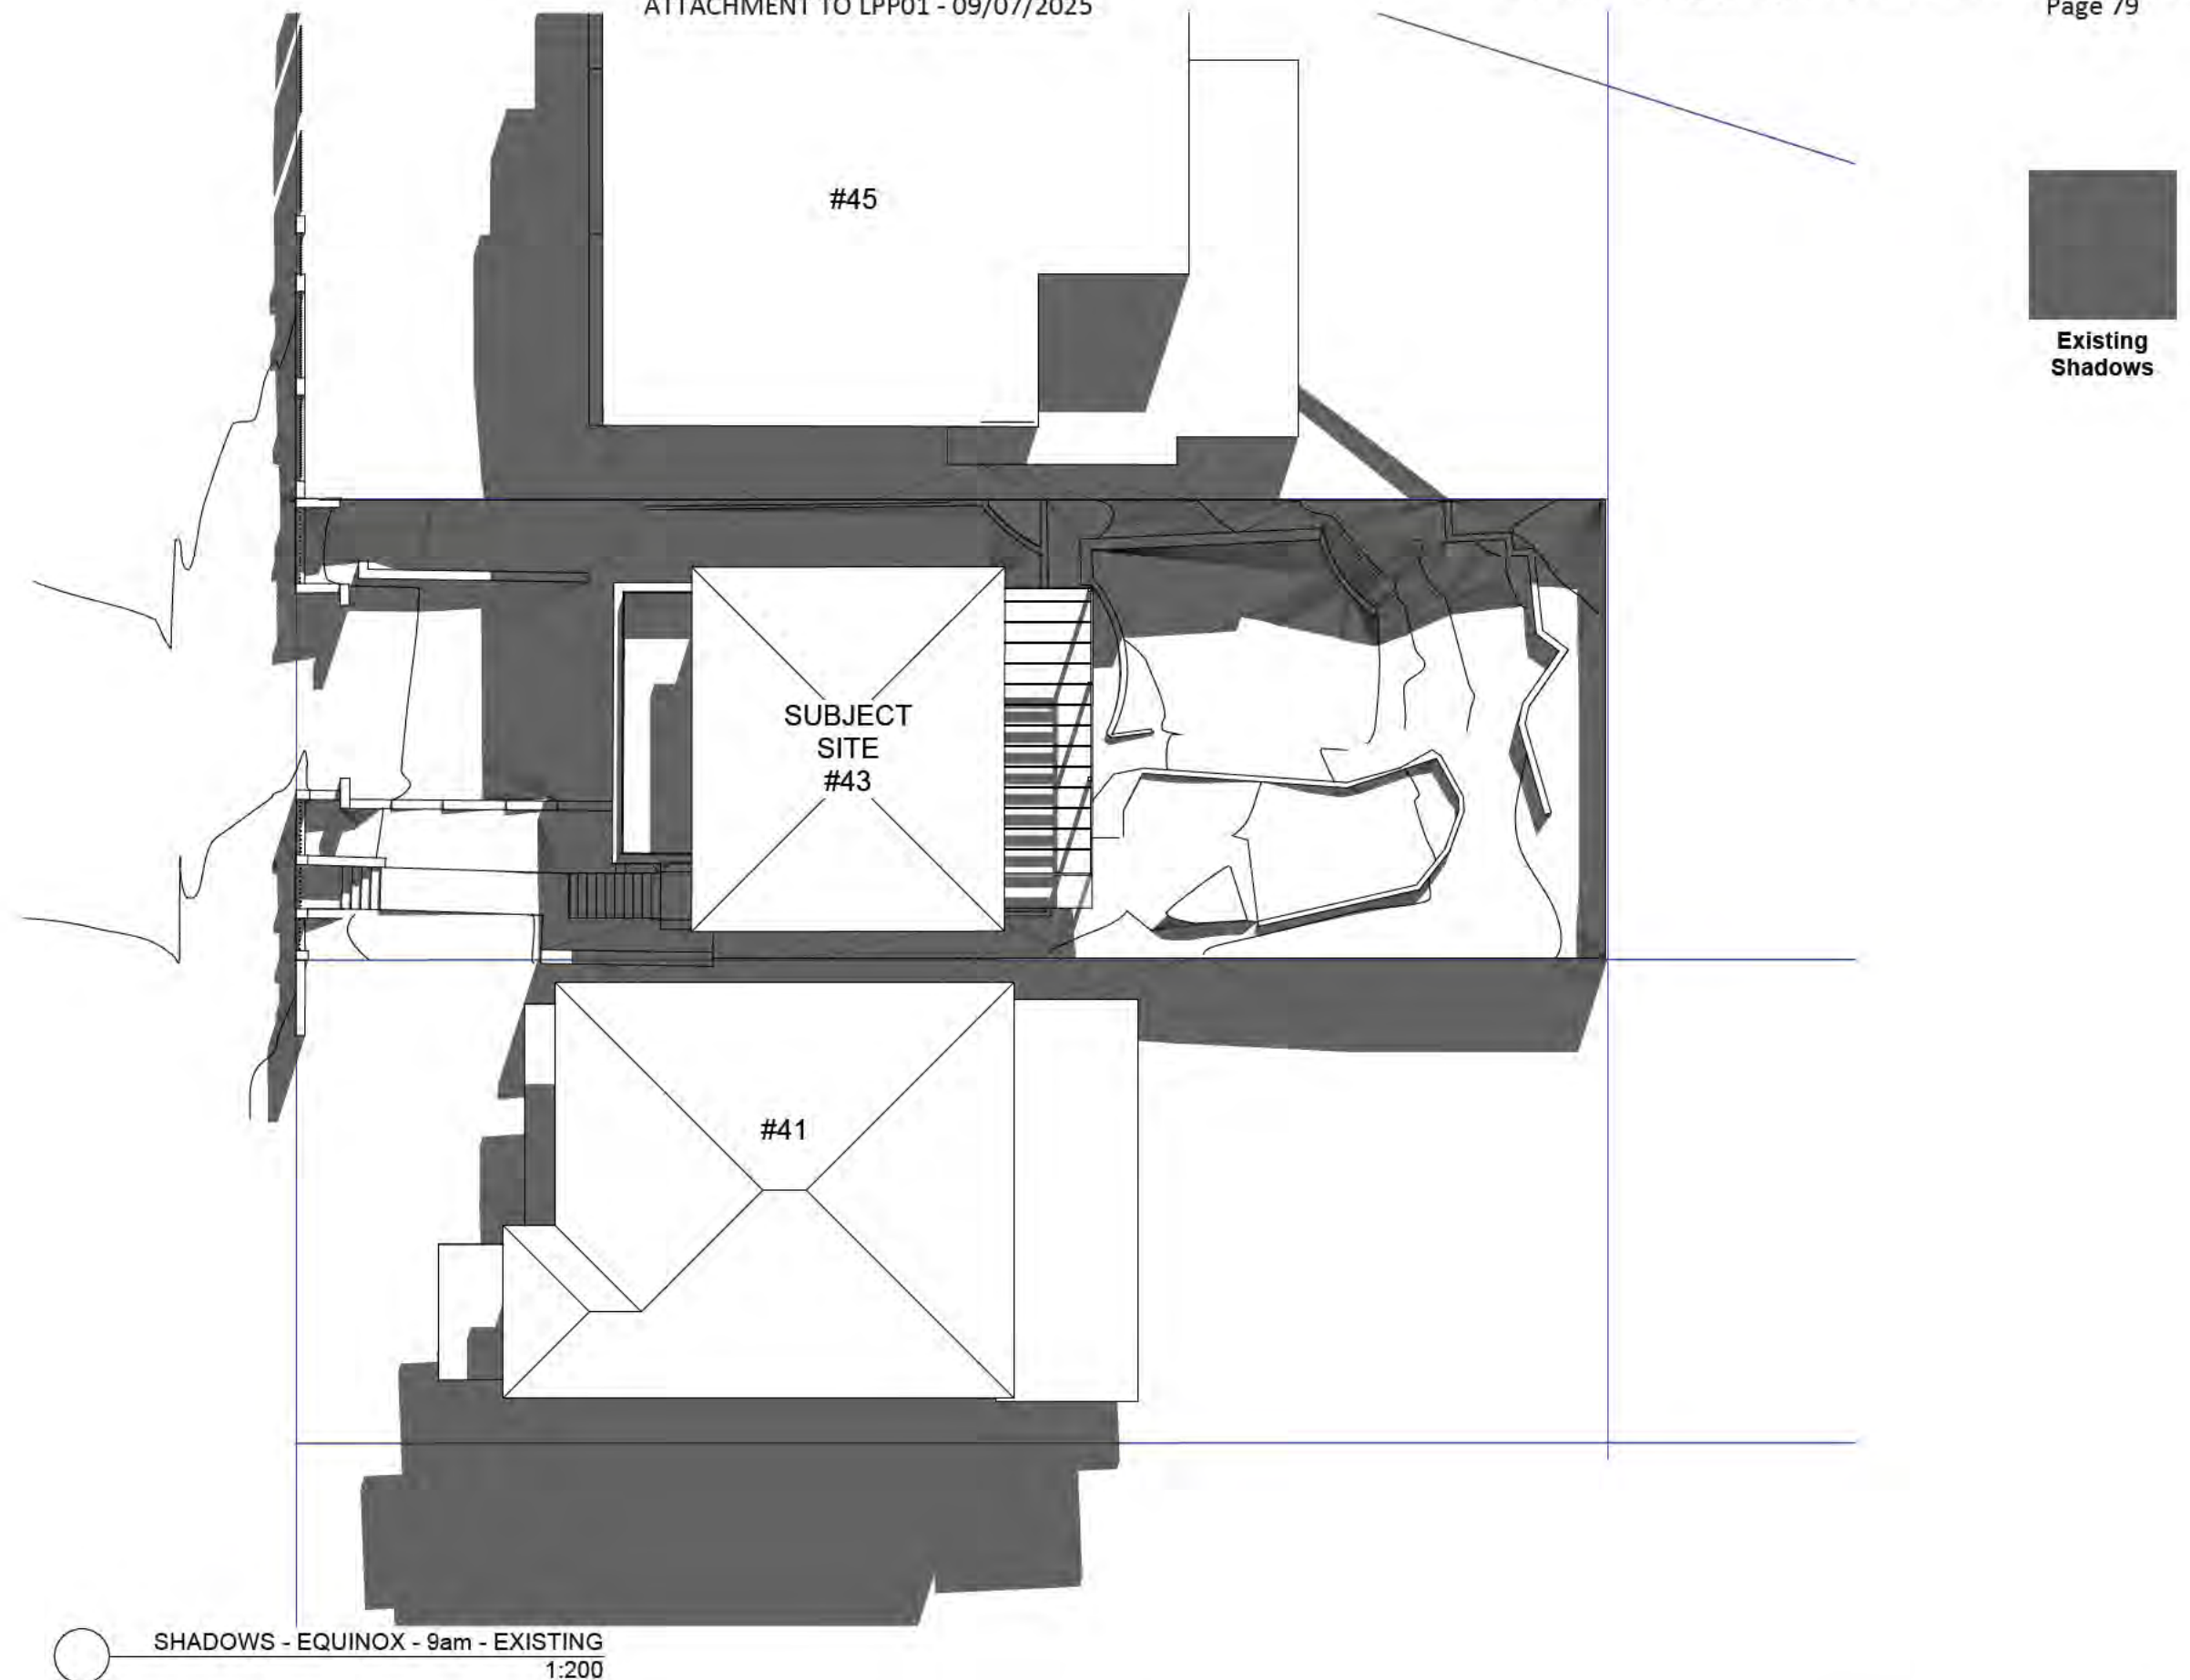 ATTACHMENT TO LPP01 - 09/07/2025
Page 79
#45
Existing
Shadows
SUBJECT
SITE
#43
#41
SHADOWS - EQUINOX - 9am - EXISTING
1:200